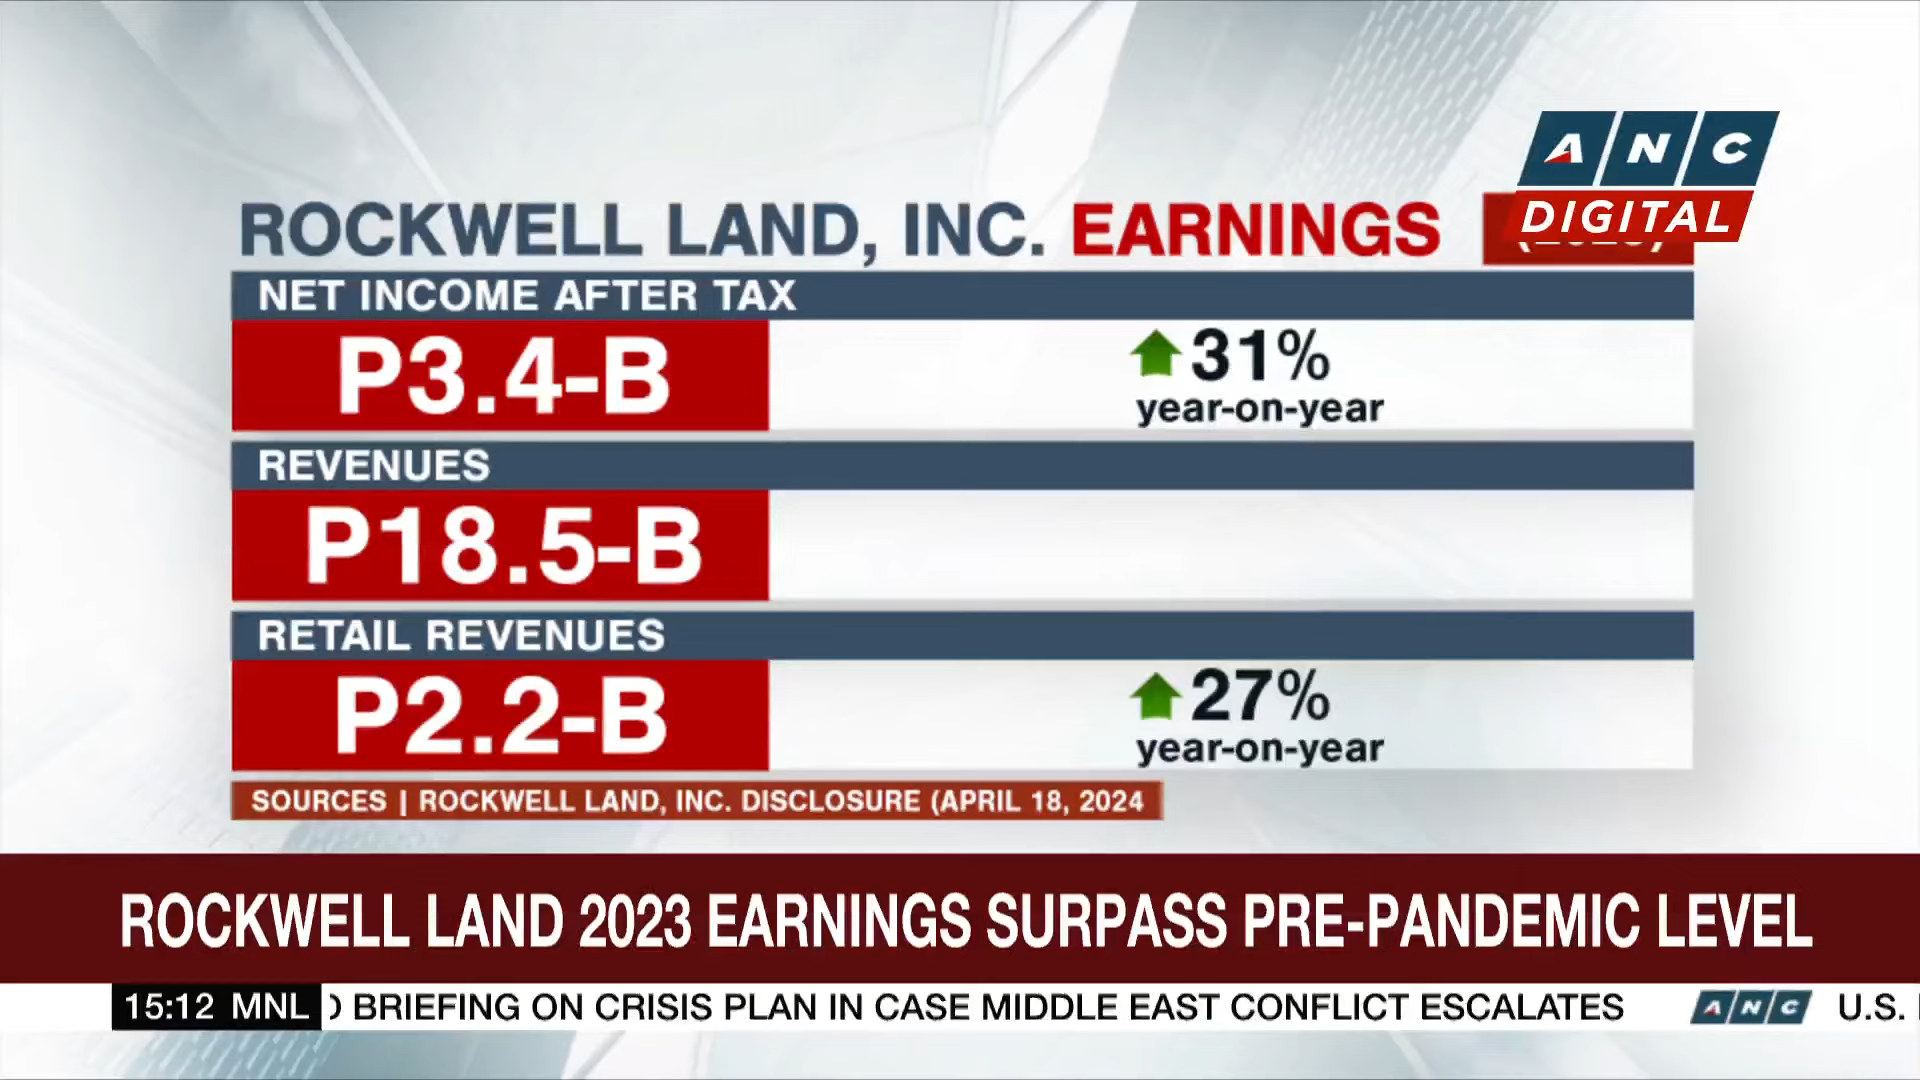 ANC
DIGITAL
ROCKWELL LAND, INC. EARNINGS
NET INCOME AFTER TAX
P3.4-B
31%
year-on-year
REVENUES
P18.5-B
RETAIL REVENUES
P2.2-B
27%
year-on-year
SOURCES | ROCKWELL LAND, INC. DISCLOSURE (APRIL 18, 2024
ROCKWELL LAND 2023 EARNINGS SURPASS PRE-PANDEMIC LEVEL
15:12 MNL BRIEFING ON CRISIS PLAN IN CASE MIDDLE EAST CONFLICT ESCALATES ANC U.S.